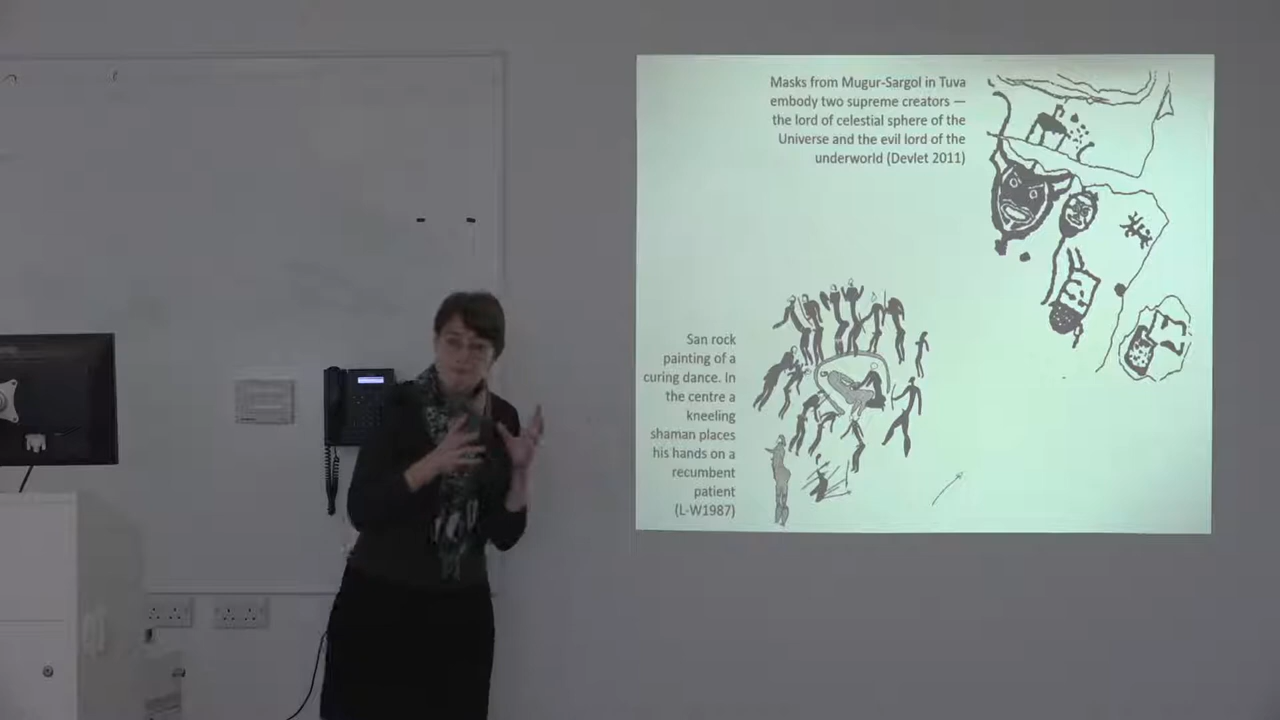 Masks from Mugur-Sargol in Tuva
embody two supreme creators —
the lord of celestial sphere of the
Universe and the evil lord of the
underworld (Devlet 2011)
San rock
painting of a
curing dance. In
the centre a
kneeling
shaman places
his hands on a
recumbent
patient
(L-W1987)